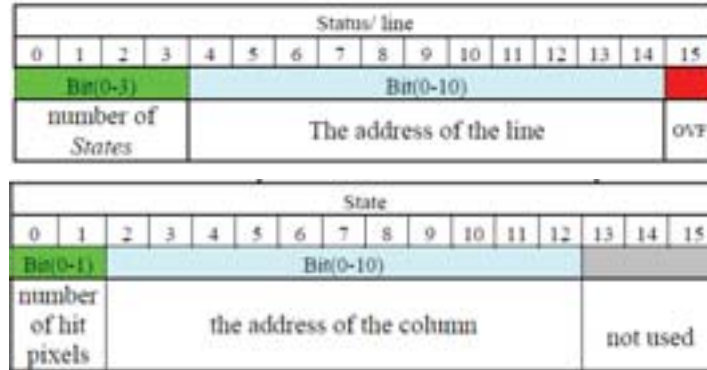 Status/ line
0 1 2 3 4 5 6 7 8 9 10 11 12 13 14 15
Bit(0-3) Bit(0-10)
number of States The address of the line OVF
State
0 1 2 3 4 5 6 7 8 9 10 11 12 13 14 15
Bit(0-1) Bit(0-10)
number of hit pixels the address of the column not used